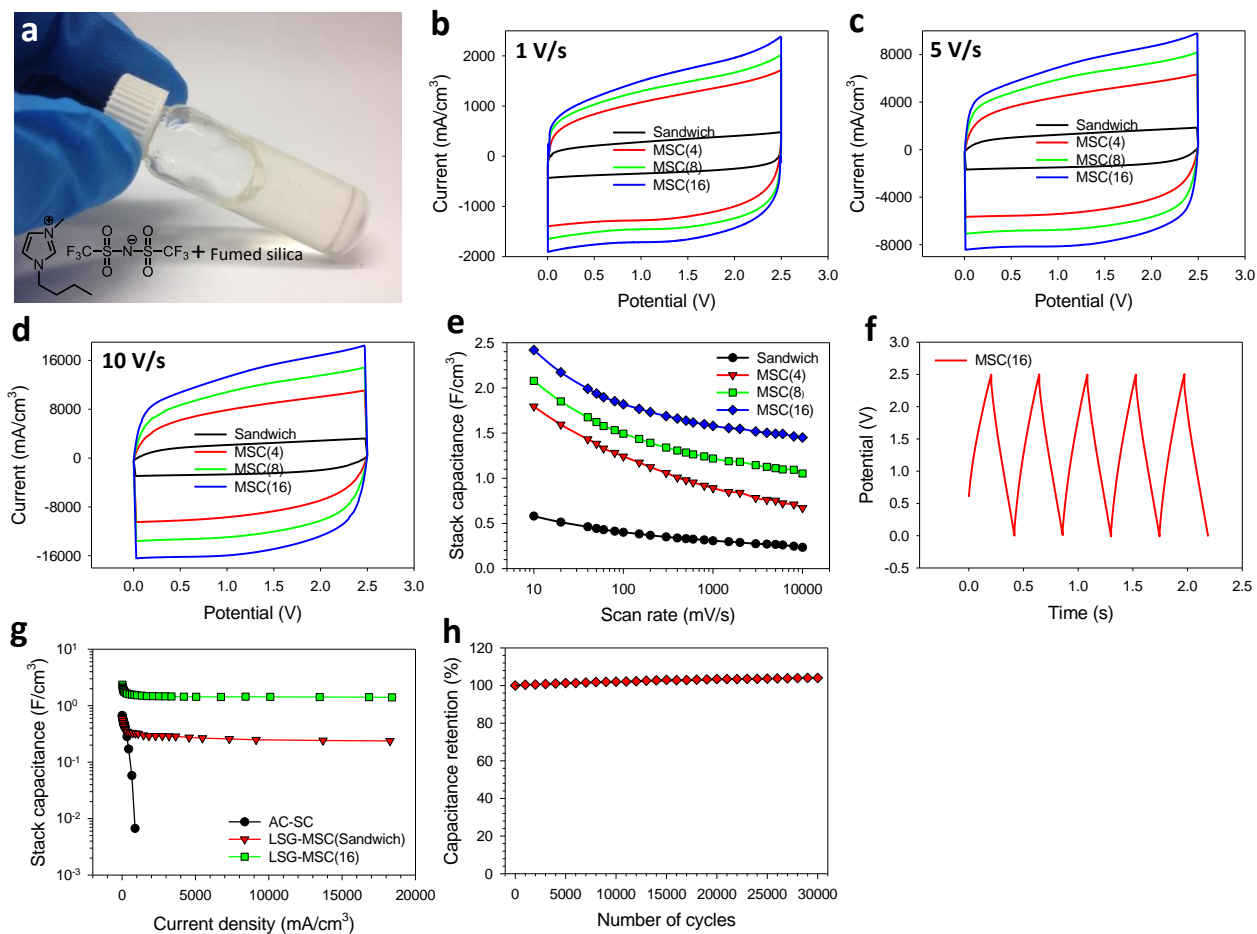 a
⊕
N
N
F₃C
O
S
O
⊖
N
O
S
O
CF₃
+ Fumed silica
b
1 V/s
Current (mA/cm³)
2000
1000
0
-1000
-2000
Sandwich
MSC(4)
MSC(8)
MSC(16)
0.0 0.5 1.0 1.5 2.0 2.5 3.0
Potential (V)
c
5 V/s
Current (mA/cm³)
8000
4000
0
-4000
-8000
Sandwich
MSC(4)
MSC(8)
MSC(16)
0.0 0.5 1.0 1.5 2.0 2.5 3.0
Potential (V)
d
10 V/s
Current (mA/cm³)
16000
8000
0
-8000
-16000
Sandwich
MSC(4)
MSC(8)
MSC(16)
0.0 0.5 1.0 1.5 2.0 2.5 3.0
Potential (V)
e
Stack capacitance (F/cm³)
2.5
2.0
1.5
1.0
0.5
0.0
Sandwich
MSC(4)
MSC(8)
MSC(16)
10 100 1000 10000
Scan rate (mV/s)
f
Potential (V)
3.0
2.5
2.0
1.5
1.0
0.5
0.0
-0.5
MSC(16)
0.0 0.5 1.0 1.5 2.0 2.5
Time (s)
g
Stack capacitance (F/cm³)
10²
10¹
10⁰
10⁻¹
10⁻²
10⁻³
AC-SC
LSG-MSC(Sandwich)
LSG-MSC(16)
0 5000 10000 15000 20000
Current density (mA/cm³)
h
Capacitance retention (%)
120
100
80
60
40
20
0
0 5000 10000 15000 20000 25000 30000
Number of cycles